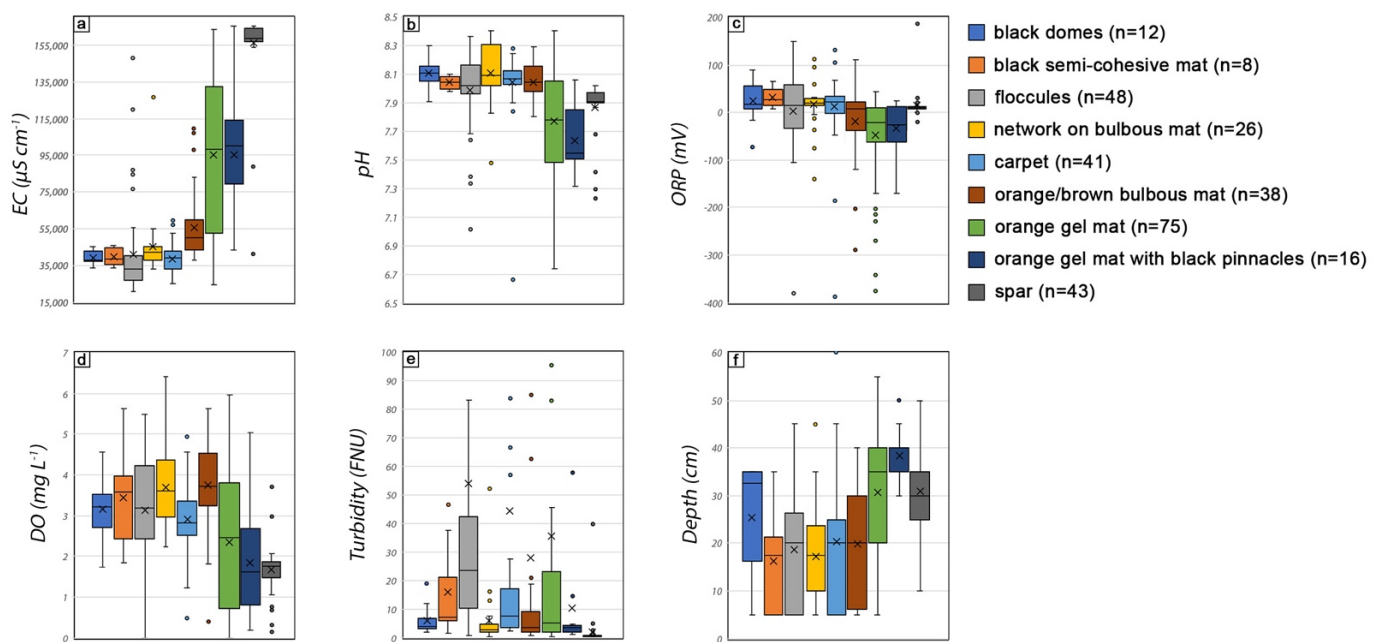 a
EC (µS cm⁻¹)
155,000
135,000
115,000
95,000
75,000
55,000
35,000
15,000
b
pH
8.5
8.3
8.1
7.9
7.7
7.5
7.3
7.1
6.9
6.7
6.5
c
ORP (mV)
200
100
0
-100
-200
-300
-400
black domes (n=12)
black semi-cohesive mat (n=8)
floccules (n=48)
network on bulbous mat (n=26)
carpet (n=41)
orange/brown bulbous mat (n=38)
orange gel mat (n=75)
orange gel mat with black pinnacles (n=16)
spar (n=43)
d
DO (mg L⁻¹)
7
6
5
4
3
2
1
0
e
Turbidity (FNU)
100
90
80
70
60
50
40
30
20
10
0
f
Depth (cm)
60
50
40
30
20
10
0